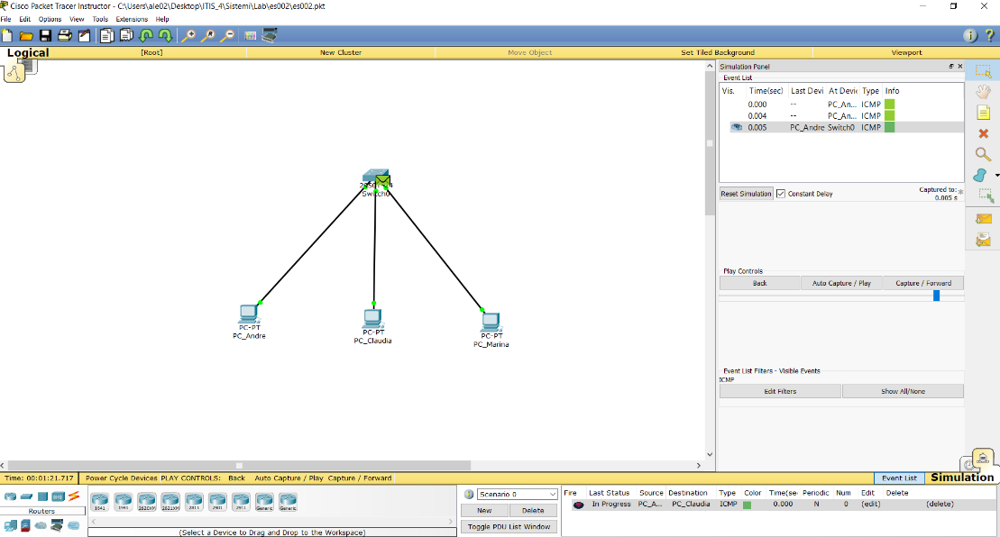 Cisco Packet Tracer Instructor - C:\Users\ale02\Desktop\ITIS_4\Sistemi\Lab\es002\es002.pkt
File Edit Options View Tools Extensions Help
Logical [Root] New Cluster Move Object Set Tiled Background Viewport
Simulation Panel
Event List
Vis. Time(sec) Last Devi At Devic Type Info
0.000 -- PC_An... ICMP
0.004 -- PC_An... ICMP
0.005 PC_Andre Switch0 ICMP
Reset Simulation Constant Delay Captured to: *
0.005 s
Play Controls
Back Auto Capture / Play Capture / Forward
Event List Filters - Visible Events
ICMP
Edit Filters Show All/None
Switch0
PC-PT
PC_Andre
PC-PT
PC_Claudia
PC-PT
PC_Marina
Time: 00:01:21.717 Power Cycle Devices PLAY CONTROLS: Back Auto Capture / Play Capture / Forward Event List Simulation
Routers
1841 1941 2620XM 2621XM 2811 2901 2911 Generic Generic
(Select a Device to Drag and Drop to the Workspace)
Scenario 0
New Delete
Toggle PDU List Window
Fire Last Status Source Destination Type Color Time(se Periodic Num Edit Delete
In Progress PC_A... PC_Claudia ICMP 0.000 N 0 (edit) (delete)